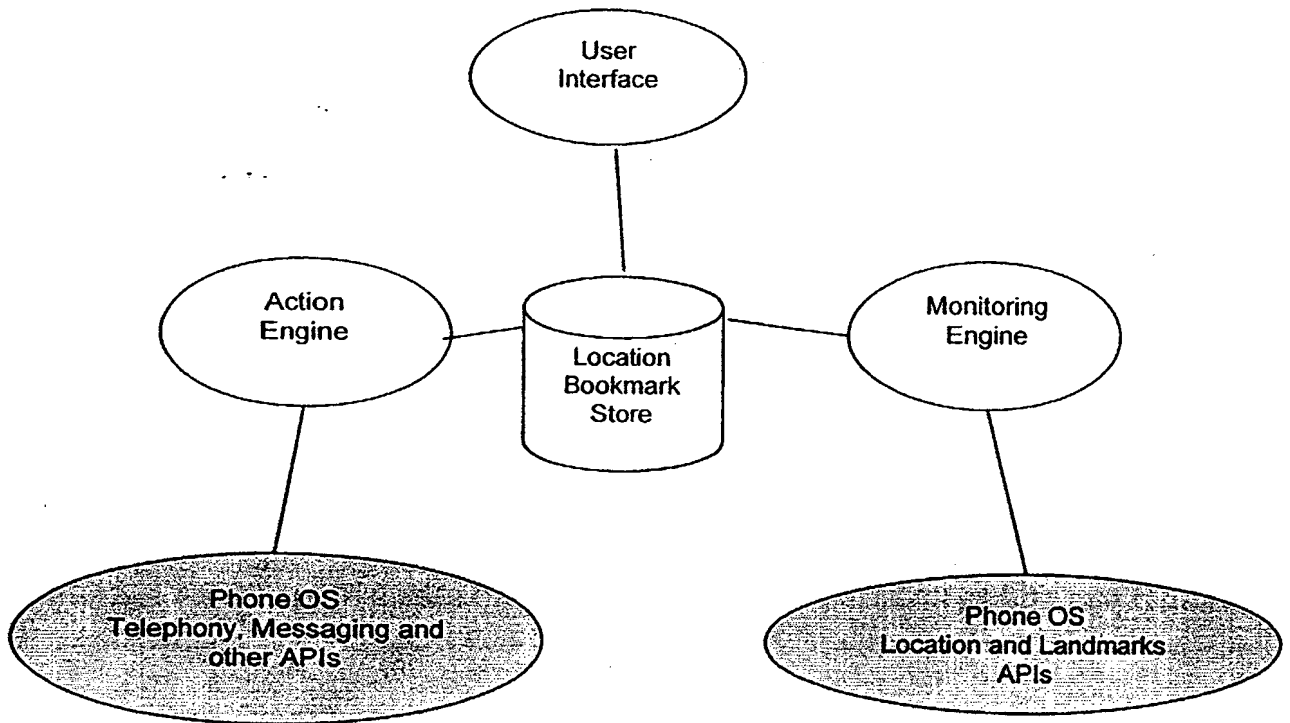 User
Interface
Action
Engine
Location
Bookmark
Store
Monitoring
Engine
Phone OS
Telephony, Messaging and
other APIs
Phone OS
Location and Landmarks
APIs